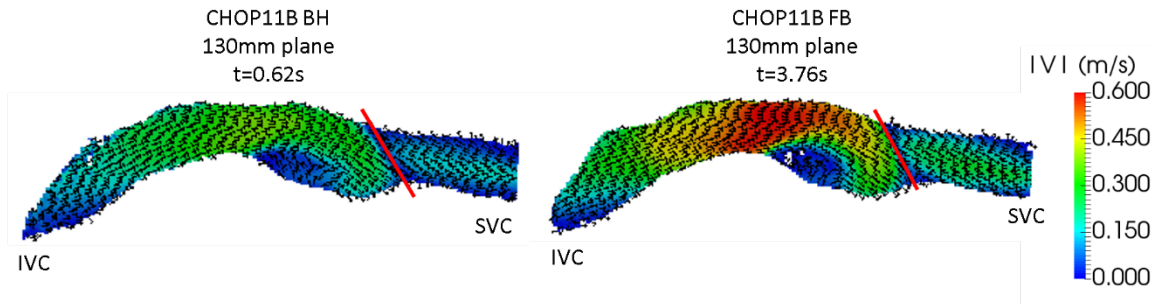 CHOP11B BH
130mm plane
t=0.62s
IVC
SVC
CHOP11B FB
130mm plane
t=3.76s
IVC
SVC
|V| (m/s)
0.600
0.450
0.300
0.150
0.000